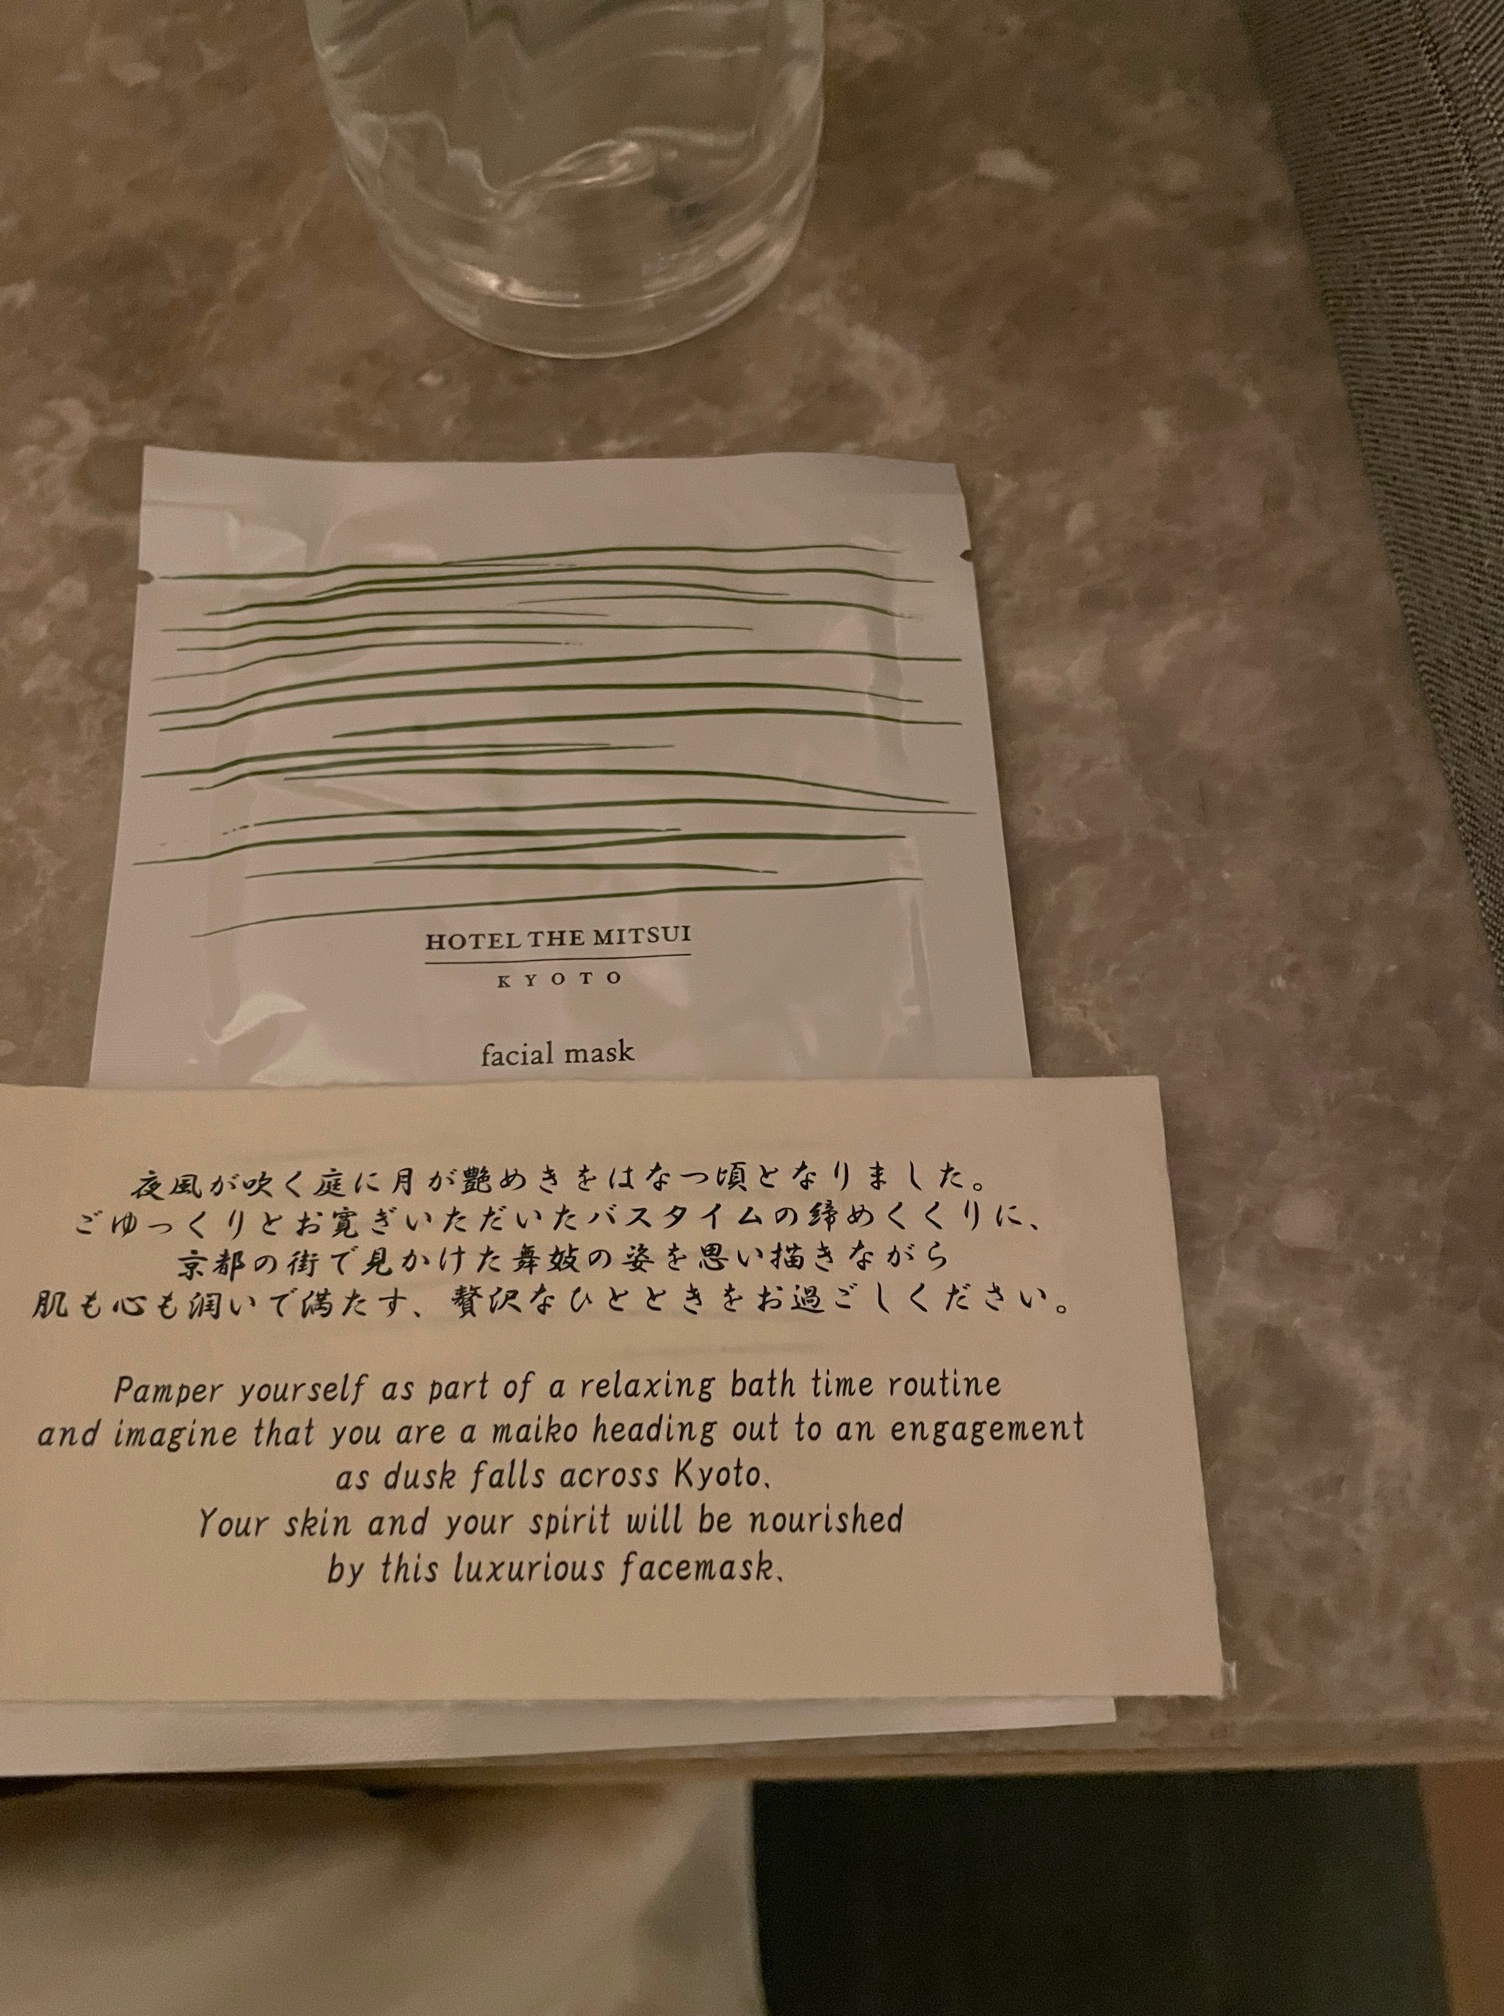 HOTEL THE MITSUI
KYOTO
facial mask
夜風が吹く庭に月が艶めきをはなつ頃となりました。
ごゆっくりとお寛ぎいただいたバスタイムの締めくくりに、
京都の街で見かけた舞妓の姿を思い描きながら
肌も心も潤いで満たす、贅沢なひとときをお過ごしください。
Pamper yourself as part of a relaxing bath time routine
and imagine that you are a maiko heading out to an engagement
as dusk falls across Kyoto.
Your skin and your spirit will be nourished
by this luxurious facemask.